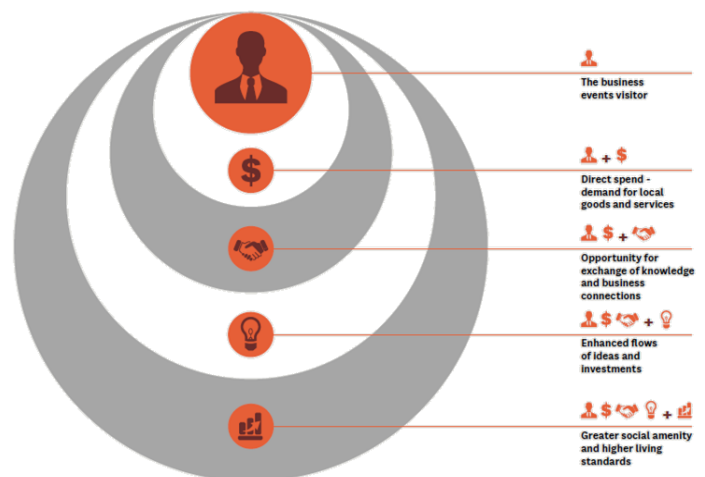 The business
events visitor
+ $
Direct spend -
demand for local
goods and services
$ +
Opportunity for
exchange of knowledge
and business
connections
$ +
Enhanced flows
of ideas and
investments
$ +
Greater social amenity
and higher living
standards
$